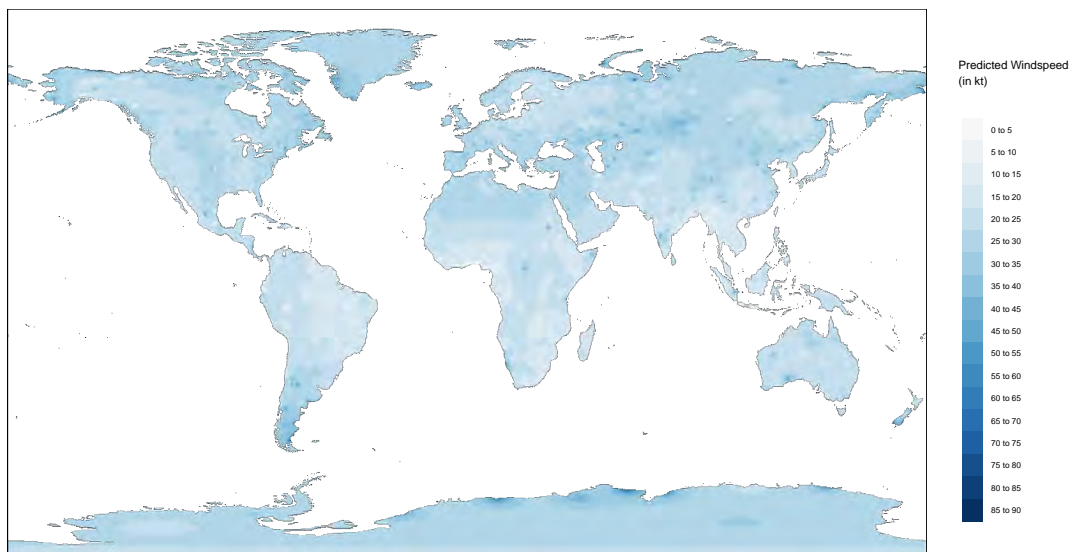 Predicted Windspeed
(in kt)
0 to 5
5 to 10
10 to 15
15 to 20
20 to 25
25 to 30
30 to 35
35 to 40
40 to 45
45 to 50
50 to 55
55 to 60
60 to 65
65 to 70
70 to 75
75 to 80
80 to 85
85 to 90